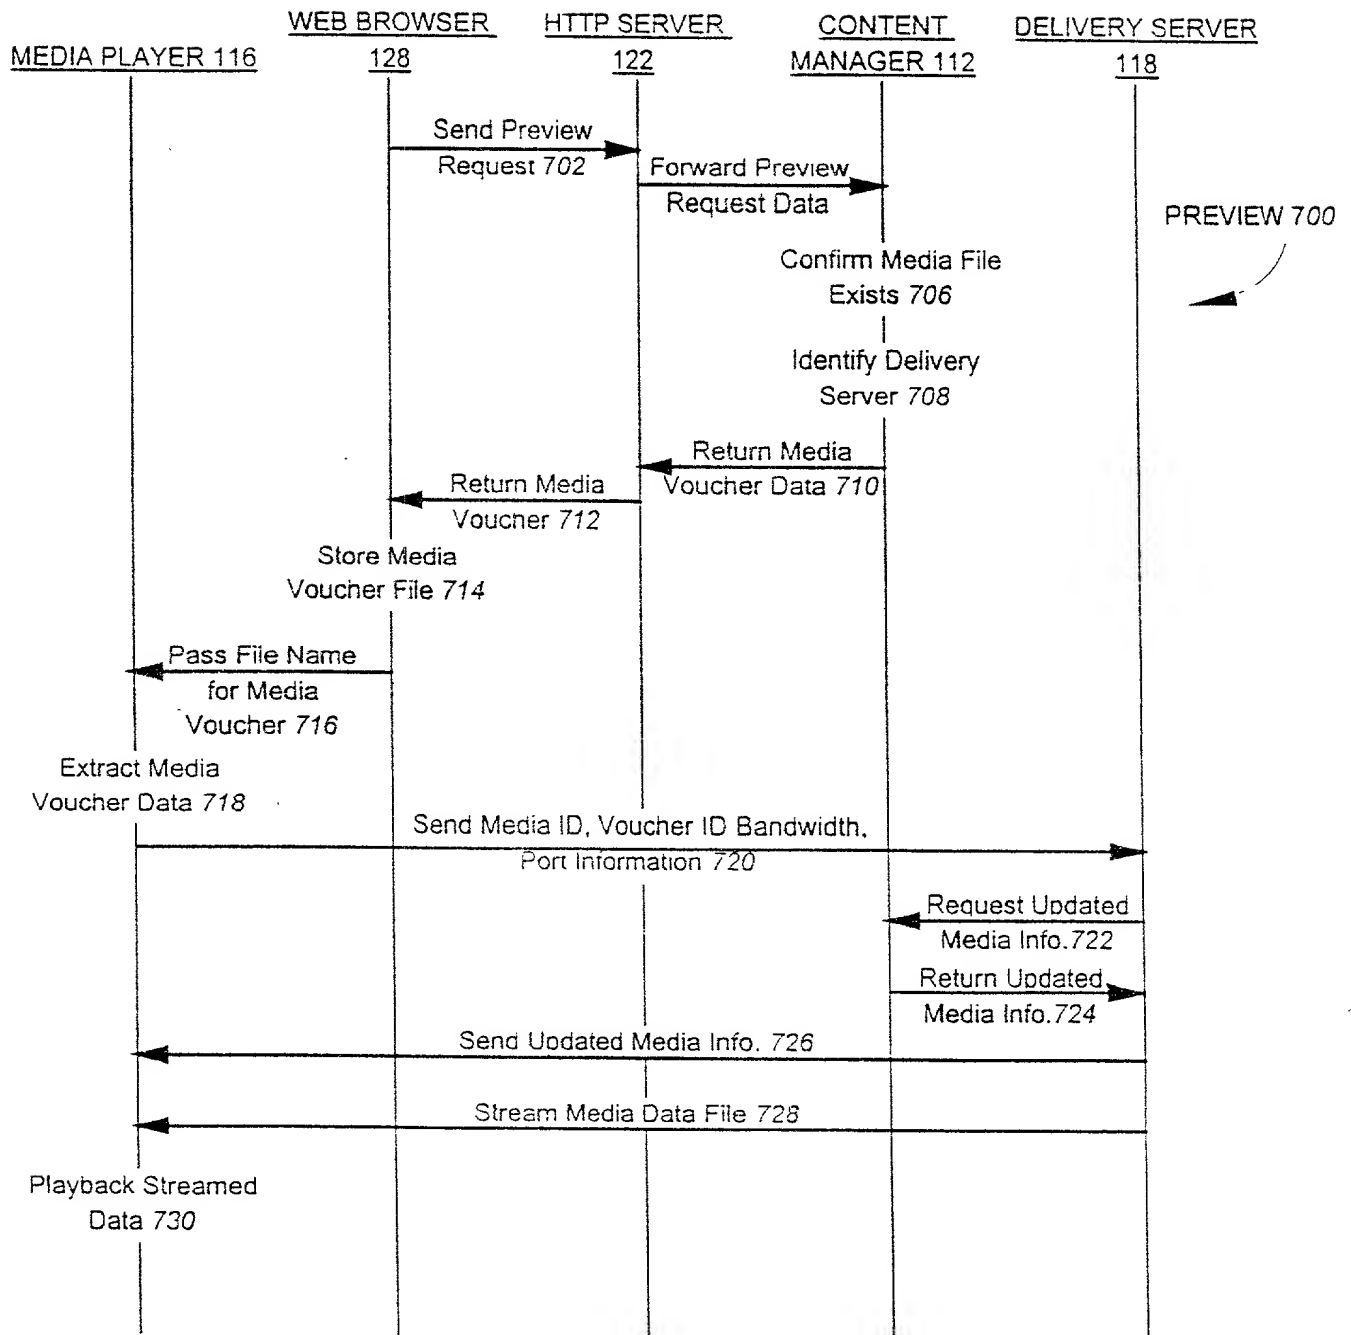 WEB BROWSER
128
HTTP SERVER
122
CONTENT
MANAGER 112
DELIVERY SERVER
118
MEDIA PLAYER 116
Send Preview
Request 702
Forward Preview
Request Data
PREVIEW 700
Confirm Media File
Exists 706
Identify Delivery
Server 708
Return Media
Voucher Data 710
Return Media
Voucher 712
Store Media
Voucher File 714
Pass File Name
for Media
Voucher 716
Extract Media
Voucher Data 718
Send Media ID, Voucher ID Bandwidth,
Port Information 720
Request Updated
Media Info.722
Return Updated
Media Info.724
Send Updated Media Info. 726
Stream Media Data File 728
Playback Streamed
Data 730